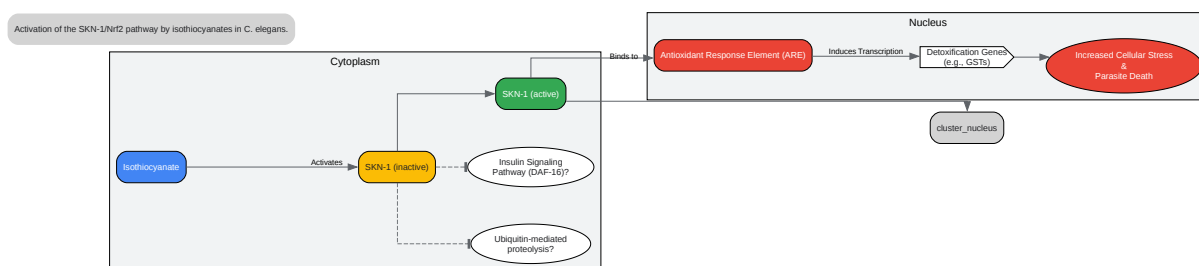 Activation of the SKN-1/Nrf2 pathway by isothiocyanates in C. elegans.
Cytoplasm
Nucleus
Isothiocyanate
Activates
SKN-1 (inactive)
SKN-1 (active)
Insulin Signaling
Pathway (DAF-16)?
Ubiquitin-mediated
proteolysis?
Binds to
Antioxidant Response Element (ARE)
Induces Transcription
Detoxification Genes
(e.g., GSTs)
Increased Cellular Stress
&
Parasite Death
cluster_nucleus